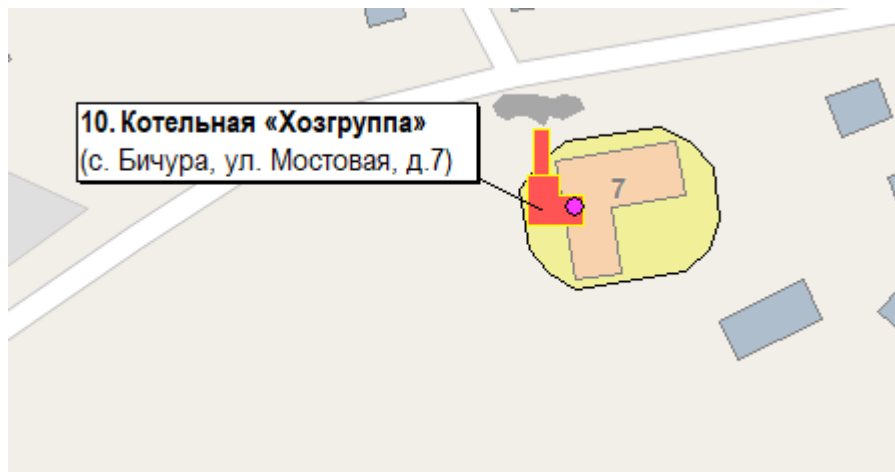 10. Котельная «Хозгруппа»
(с. Бичура, ул. Мостовая, д.7)
7